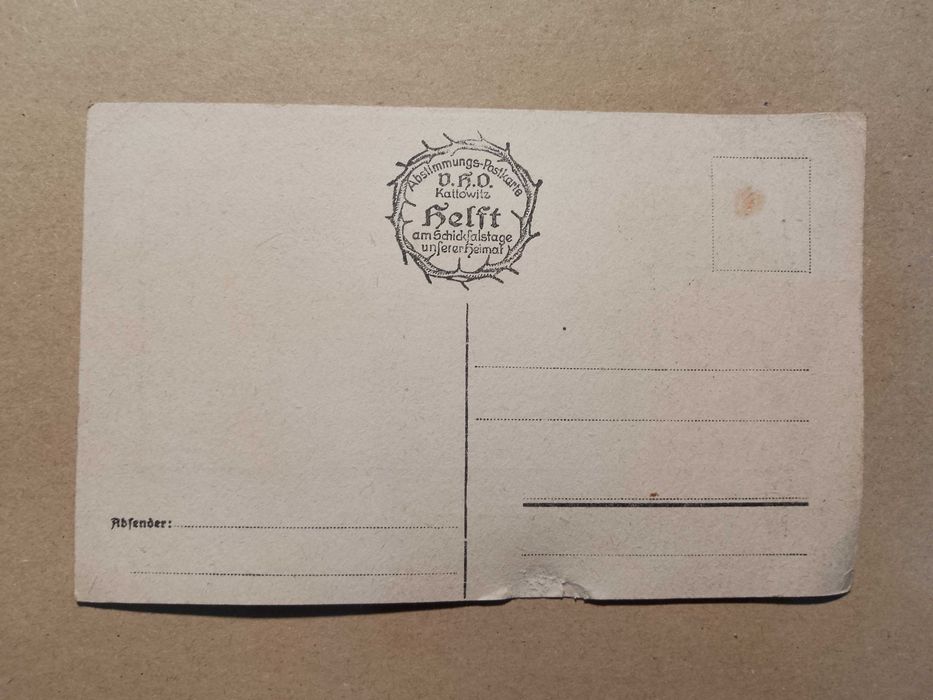 Abstimmungs-Postkarte
V.H.O.
Kattowitz
Helft
am Schickſalstage
unſerer Heimat
Abſender: